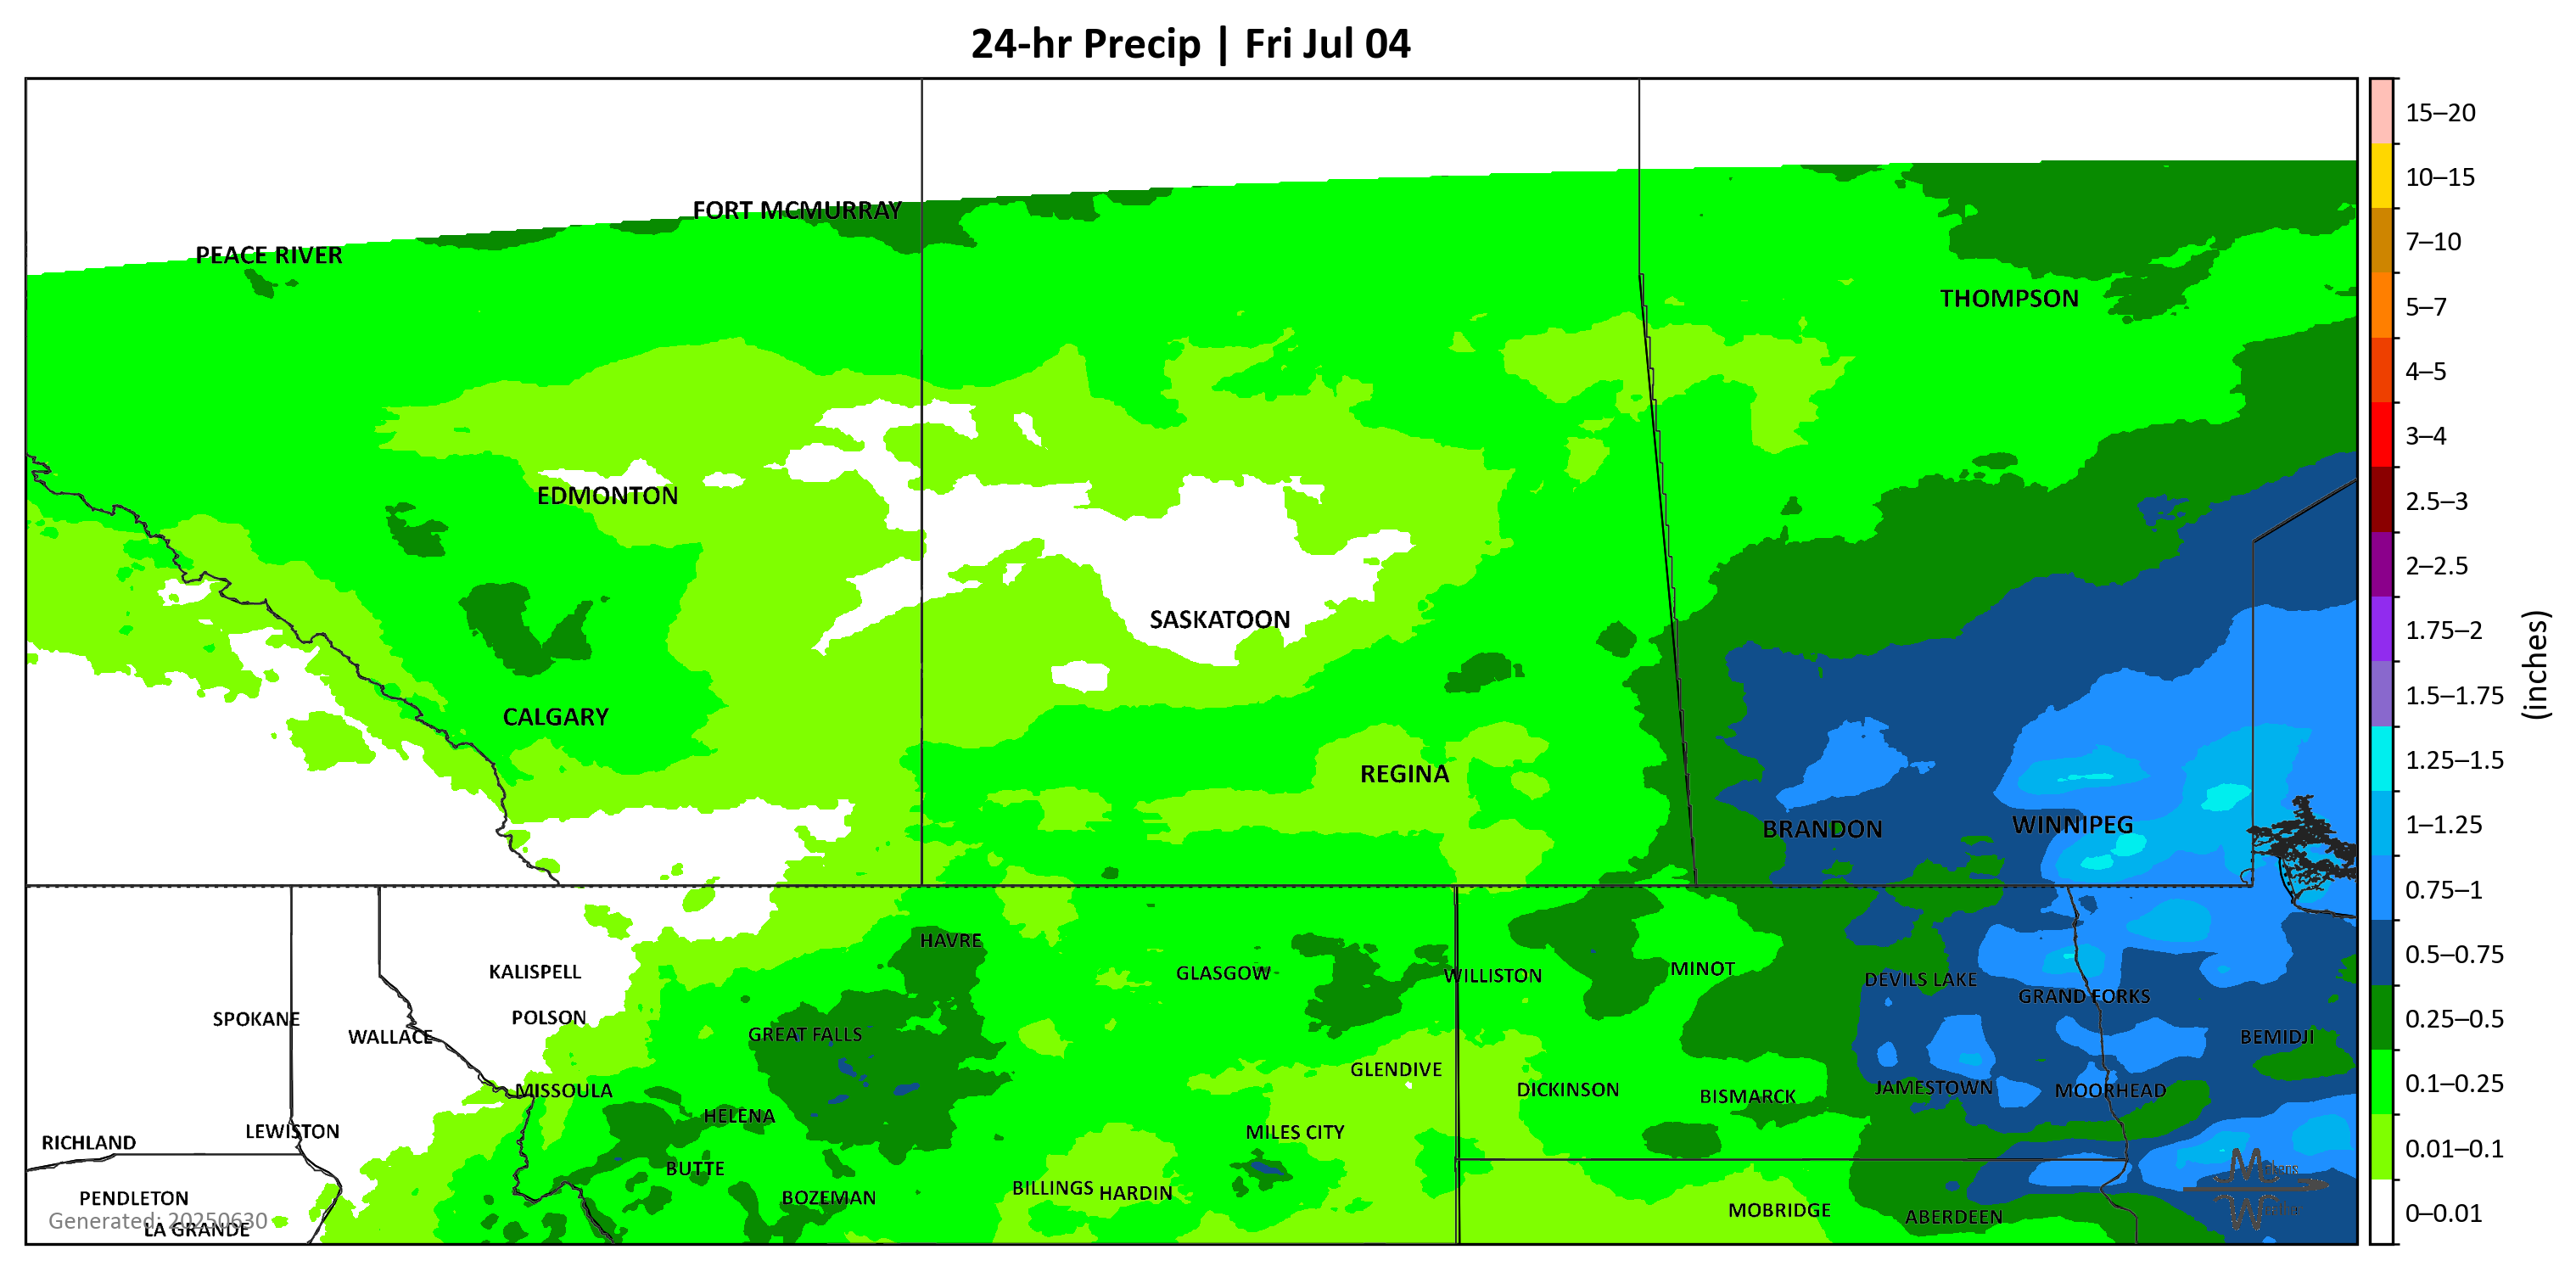 24-hr Precip | Fri Jul 04
15–20
10–15
7–10
5–7
4–5
3–4
2.5–3
2–2.5
1.75–2
1.5–1.75
1.25–1.5
1–1.25
0.75–1
0.5–0.75
0.25–0.5
0.1–0.25
0.01–0.1
0–0.01
(inches)
FORT MCMURRAY
PEACE RIVER
THOMPSON
EDMONTON
SASKATOON
CALGARY
REGINA
BRANDON
WINNIPEG
HAVRE
KALISPELL
GLASGOW
WILLISTON
MINOT
DEVILS LAKE
GRAND FORKS
SPOKANE
POLSON
WALLACE
GREAT FALLS
BEMIDJI
GLENDIVE
MISSOULA
DICKINSON
BISMARCK
JAMESTOWN
MOORHEAD
HELENA
RICHLAND
LEWISTON
MILES CITY
BUTTE
PENDLETON
BOZEMAN
BILLINGS
HARDIN
MOBRIDGE
ABERDEEN
Generated: 20250630
LA GRANDE